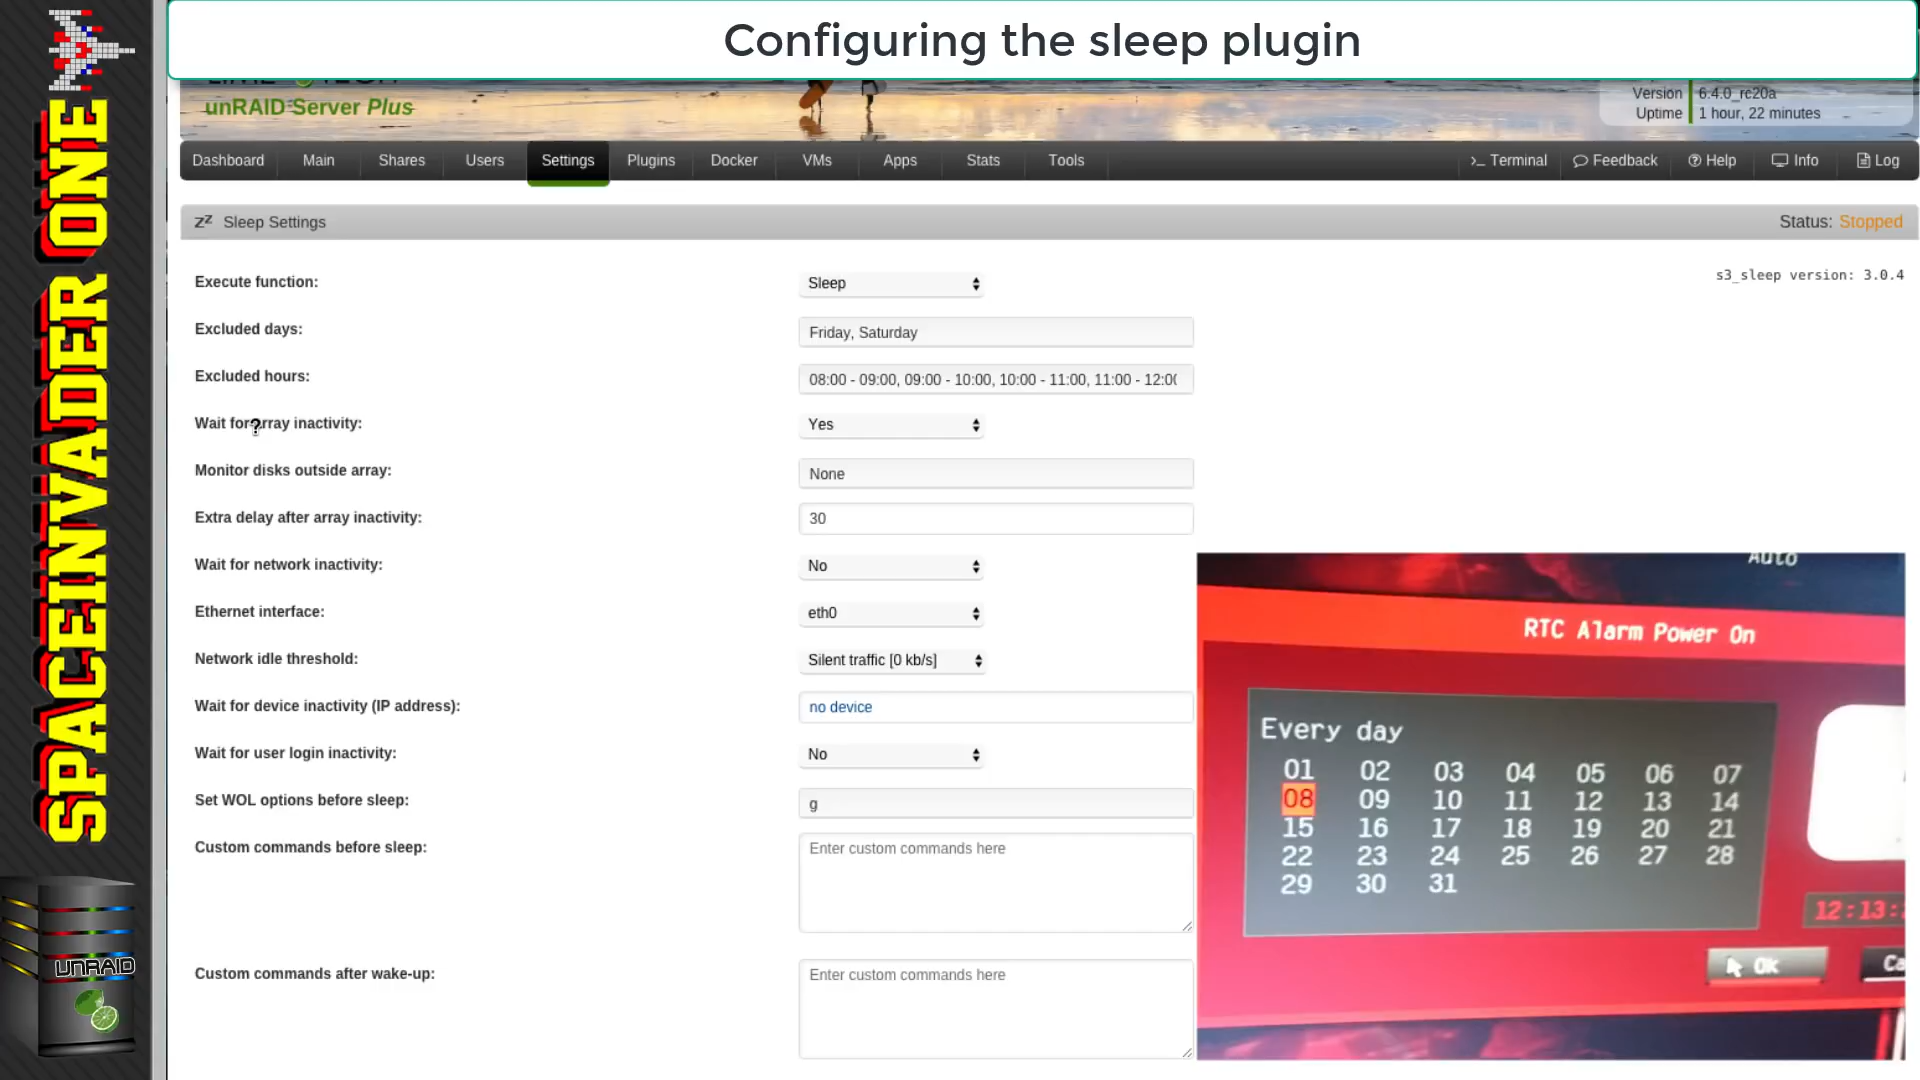 Configuring the sleep plugin
SPACEINVADER ONE
UNRAID
unRAID Server Plus
Version 6.4.0_rc20a
Uptime 1 hour, 22 minutes
Dashboard Main Shares Users Settings Plugins Docker VMs Apps Stats Tools >_ Terminal Feedback Help Info Log
zZ Sleep Settings Status: Stopped
s3_sleep version: 3.0.4
Execute function: Sleep
Excluded days: Friday, Saturday
Excluded hours: 08:00 - 09:00, 09:00 - 10:00, 10:00 - 11:00, 11:00 - 12:0
Wait for array inactivity: Yes
Monitor disks outside array: None
Extra delay after array inactivity: 30
Wait for network inactivity: No
Ethernet interface: eth0
Network idle threshold: Silent traffic [0 kb/s]
Wait for device inactivity (IP address): no device
Wait for user login inactivity: No
Set WOL options before sleep: g
Custom commands before sleep: Enter custom commands here
Custom commands after wake-up: Enter custom commands here
Auto
RTC Alarm Power On
Every day
01 02 03 04 05 06 07
08 09 10 11 12 13 14
15 16 17 18 19 20 21
22 23 24 25 26 27 28
29 30 31
12:13:
Ok Ca